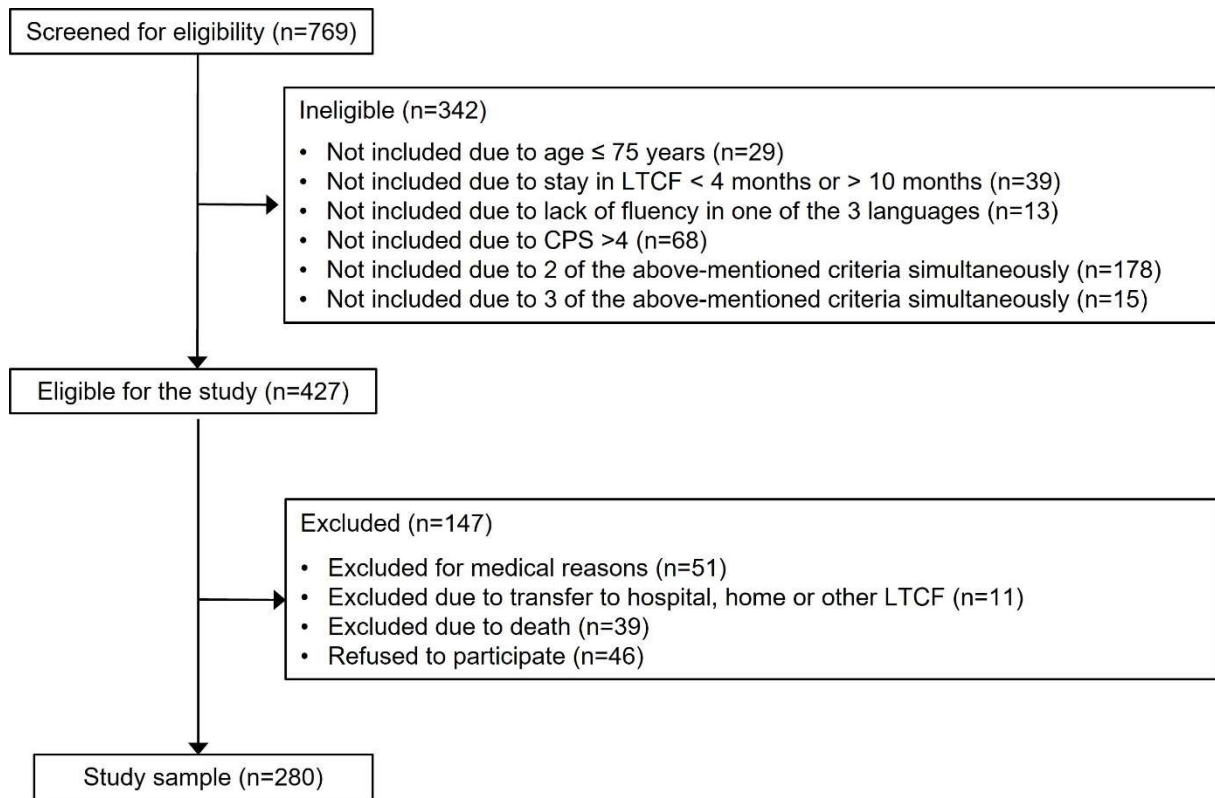 Screened for eligibility (n=769)
Ineligible (n=342)
• Not included due to age ≤ 75 years (n=29)
• Not included due to stay in LTCF < 4 months or > 10 months (n=39)
• Not included due to lack of fluency in one of the 3 languages (n=13)
• Not included due to CPS >4 (n=68)
• Not included due to 2 of the above-mentioned criteria simultaneously (n=178)
• Not included due to 3 of the above-mentioned criteria simultaneously (n=15)
Eligible for the study (n=427)
Excluded (n=147)
• Excluded for medical reasons (n=51)
• Excluded due to transfer to hospital, home or other LTCF (n=11)
• Excluded due to death (n=39)
• Refused to participate (n=46)
Study sample (n=280)